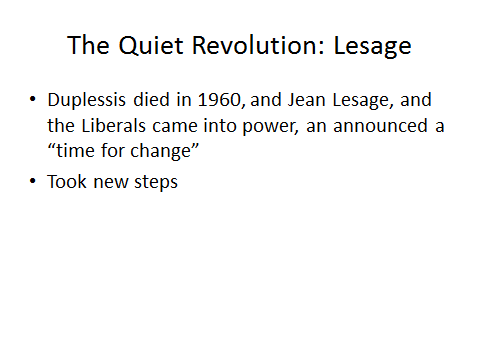 The Quiet Revolution: Lesage
• Duplessis died in 1960, and Jean Lesage, and
the Liberals came into power, an announced a
“time for change”
• Took new steps